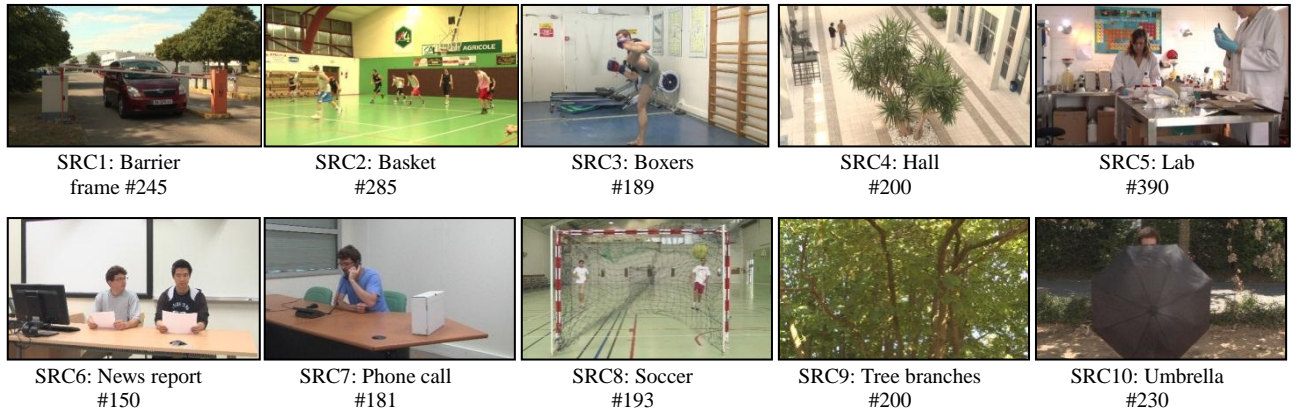 AGRICOLE
SRC1: Barrier
frame #245
SRC2: Basket
#285
SRC3: Boxers
#189
SRC4: Hall
#200
SRC5: Lab
#390
SRC6: News report
#150
SRC7: Phone call
#181
SRC8: Soccer
#193
SRC9: Tree branches
#200
SRC10: Umbrella
#230